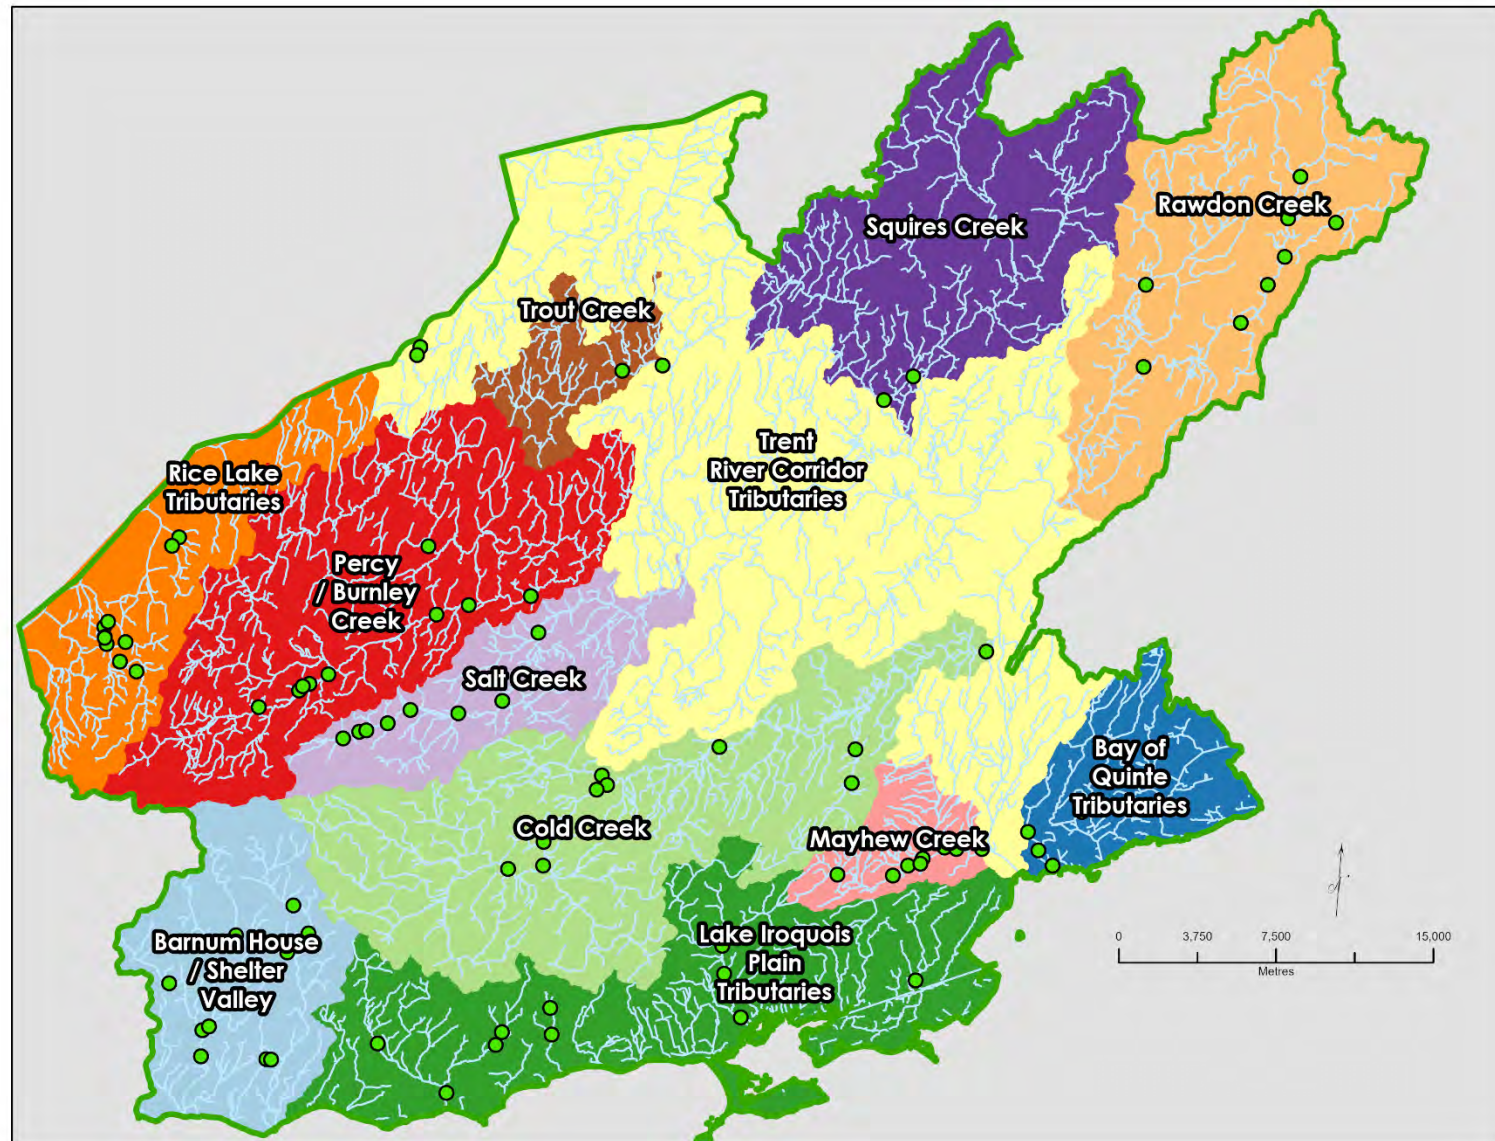 Squires Creek
Rawdon Creek
Trout Creek
Trent
River Corridor
Tributaries
Rice Lake
Tributaries
Percy
/ Burnley
Creek
Salt Creek
Bay of
Quinte
Tributaries
Cold Creek
Mayhew Creek
Barnum House
/ Shelter
Valley
Lake Iroquois
Plain
Tributaries
0 3,750 7,500 15,000
Metres